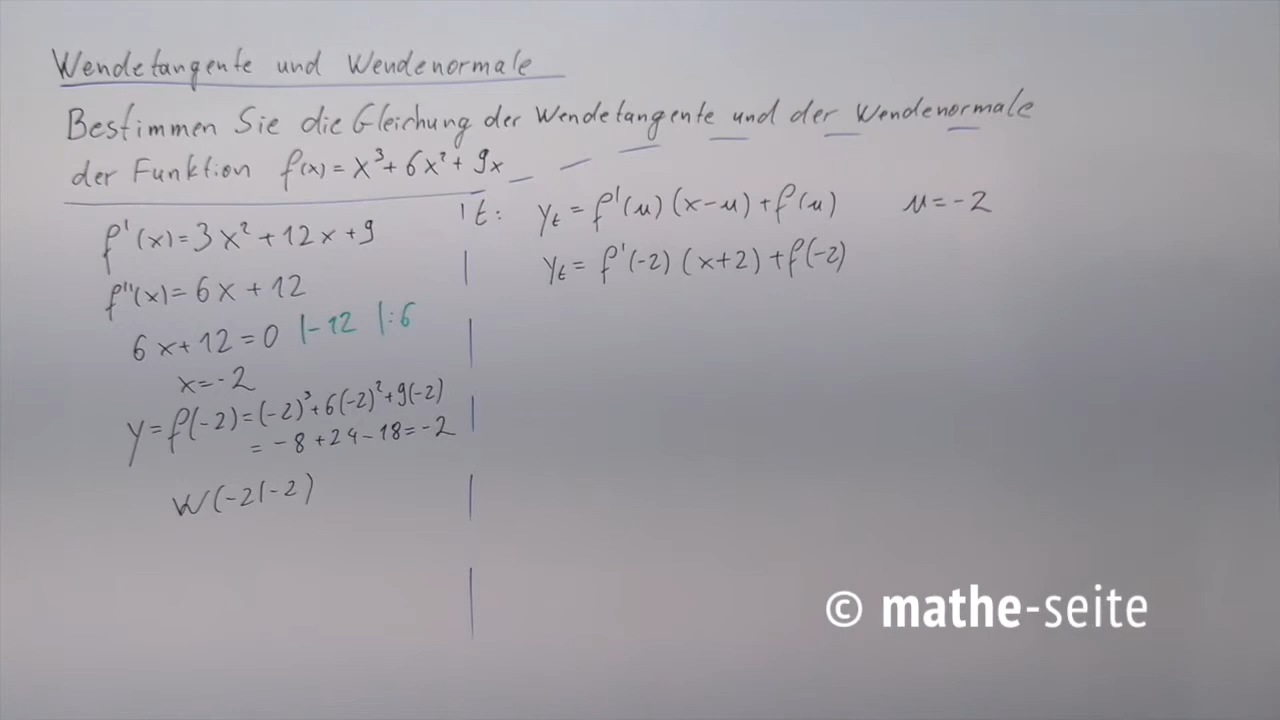 Wendetangente und Wendenormale
Bestimmen Sie die Gleichung der Wendetangente und der Wendenormale
der Funktion f(x) = x³ + 6x² + 9x
f'(x) = 3x² + 12x + 9
f''(x) = 6x + 12
6x + 12 = 0 |-12 |:6
x = -2
y = f(-2) = (-2)³ + 6(-2)² + 9(-2)
= -8 + 24 - 18 = -2
W(-2|-2)
t: yt = f'(u) (x-u) + f(u) u = -2
yt = f'(-2) (x+2) + f(-2)
© mathe-seite